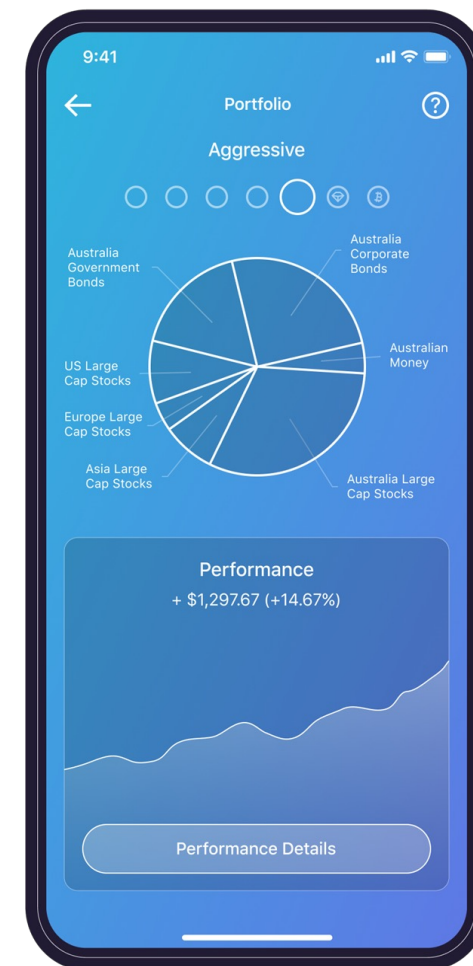 9:41
Portfolio
Aggressive
Australia
Government
Bonds
Australia
Corporate
Bonds
US Large
Cap Stocks
Australian
Money
Europe Large
Cap Stocks
Asia Large
Cap Stocks
Australia Large
Cap Stocks
Performance
+ $1,297.67 (+14.67%)
Performance Details